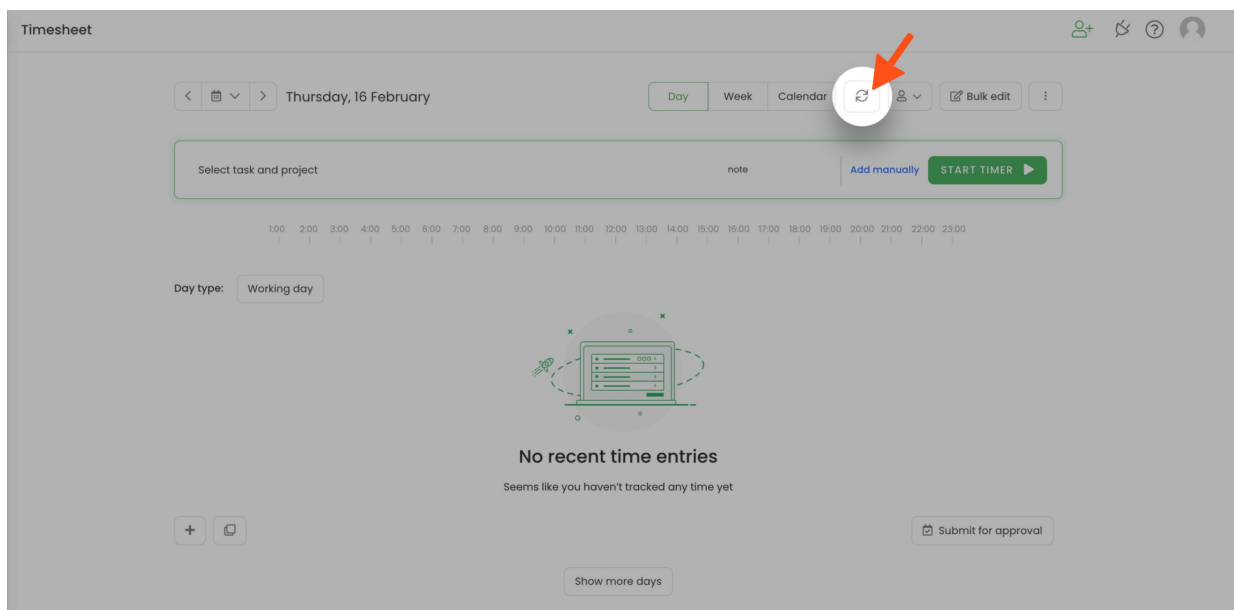 Timesheet
Thursday, 16 February
Day
Week
Calendar
Bulk edit
Select task and project
note
Add manually
START TIMER
1:00 2:00 3:00 4:00 5:00 6:00 7:00 8:00 9:00 10:00 11:00 12:00 13:00 14:00 15:00 16:00 17:00 18:00 19:00 20:00 21:00 22:00 23:00
Day type:
Working day
No recent time entries
Seems like you haven't tracked any time yet
Submit for approval
Show more days